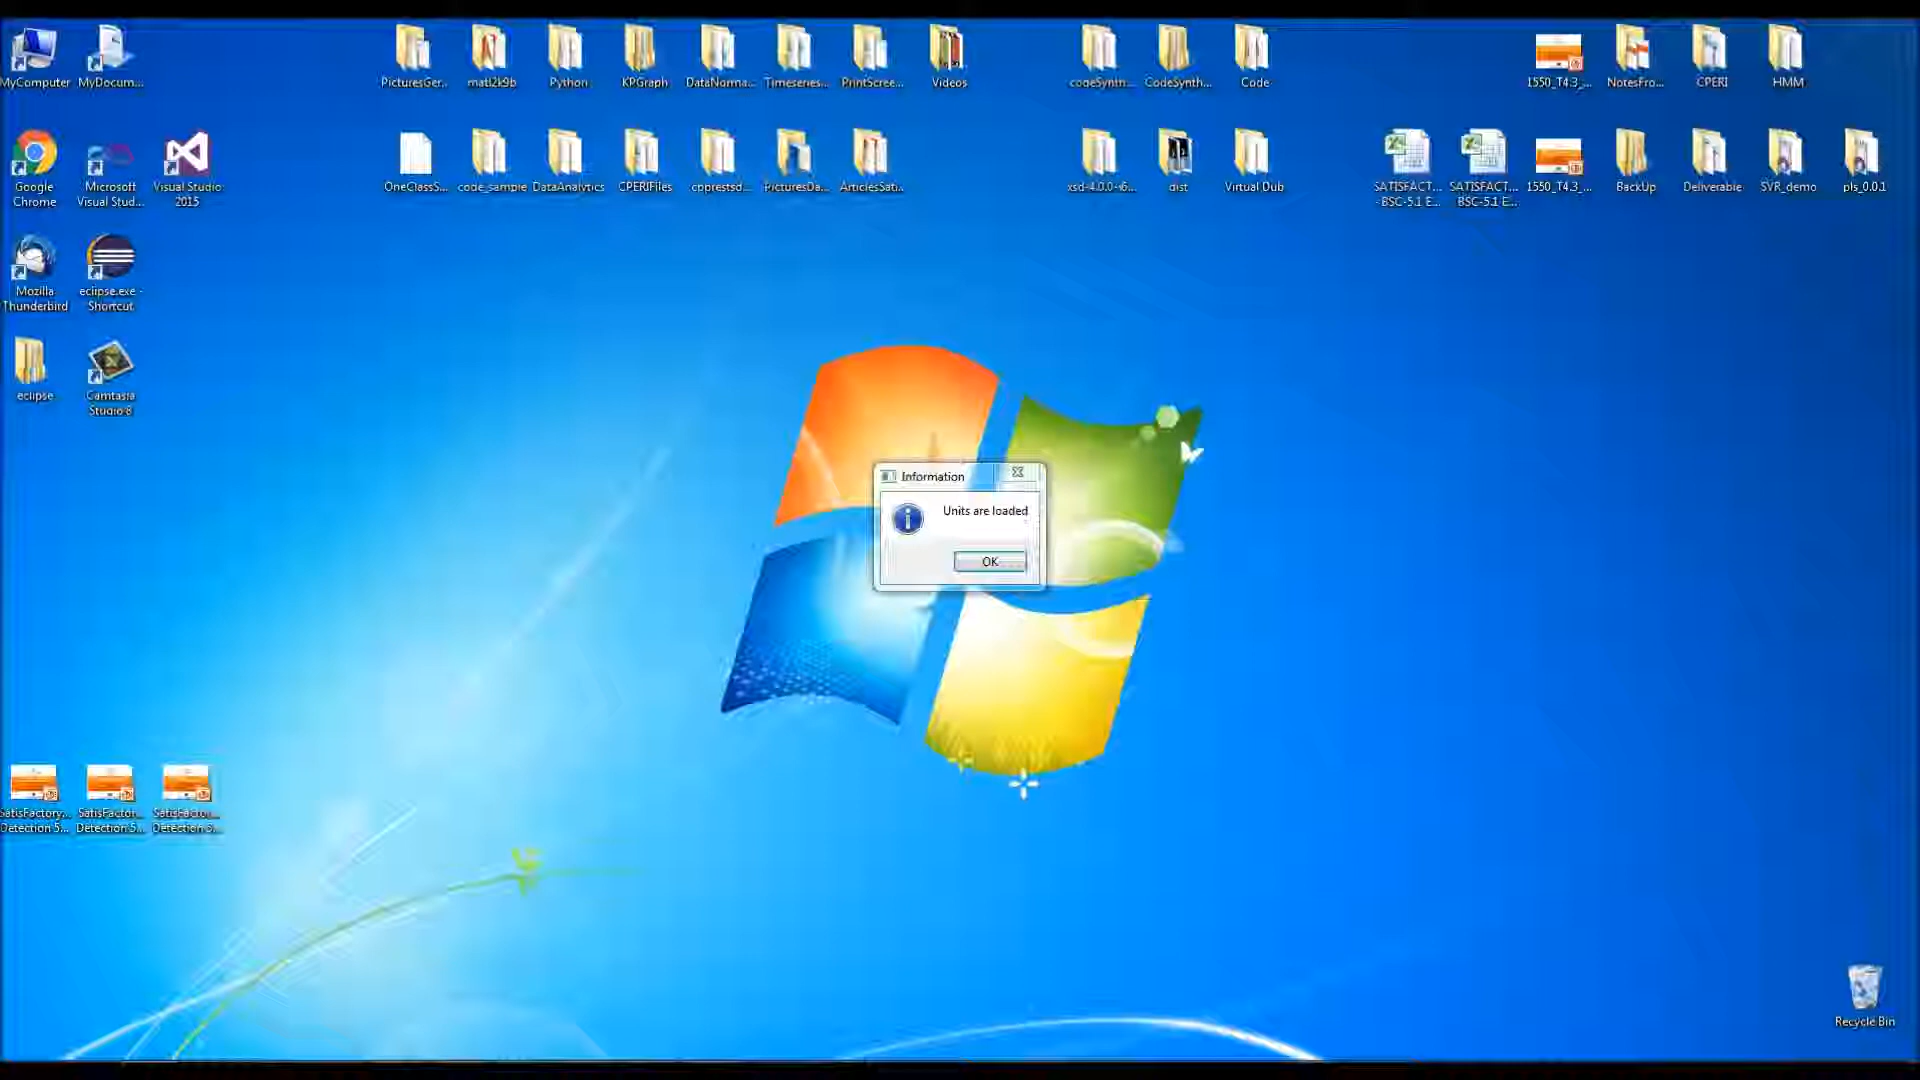 MyComputer
MyDocum...
PicturesGer...
Python
KPGraph
DataNorma...
Timeseries...
PrintScree...
Videos
codeSynth...
CodeSynth...
Code
1550_T4.3_...
NotesFro...
CPERI
HMM
Google
Chrome
Microsoft
Visual Stud...
Visual Studio
2015
OneClassS...
code_sample
DataAnalytics
CPERIFiles
cpprestsd...
PicturesDa...
ArticlesSati...
xsd-4.0.0-i6...
dist
Virtual Dub
SATISFACT...
- BSC-5.1 E...
SATISFACT...
BSC-5.1 E...
1550_T4.3_...
BackUp
Deliverable
SVR_demo
pls_0.0.1
Mozilla
Thunderbird
eclipse.exe -
Shortcut
eclipse
Camtasia
Studio 8
Information
Units are loaded
OK
SatisFactory...
Detection 5...
SatisFactor...
Detection 5...
SatisFactor...
Recycle Bin